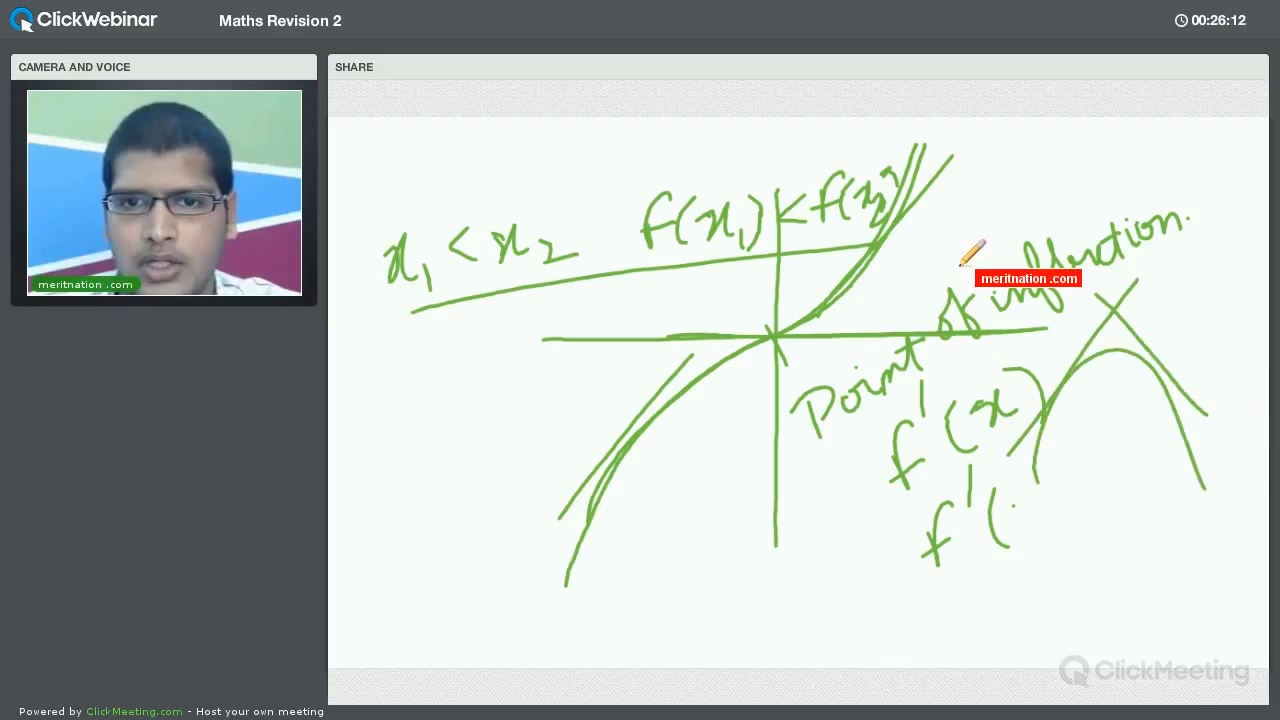 ClickWebinar
Maths Revision 2
00:26:12
CAMERA AND VOICE
SHARE
meritnation .com
x₁ < x₂ f(x₁) < f(x₂)
meritnation .com
Point of inflection.
f'(x)
f'(
ClickMeeting
Powered by ClickMeeting.com - Host your own meeting